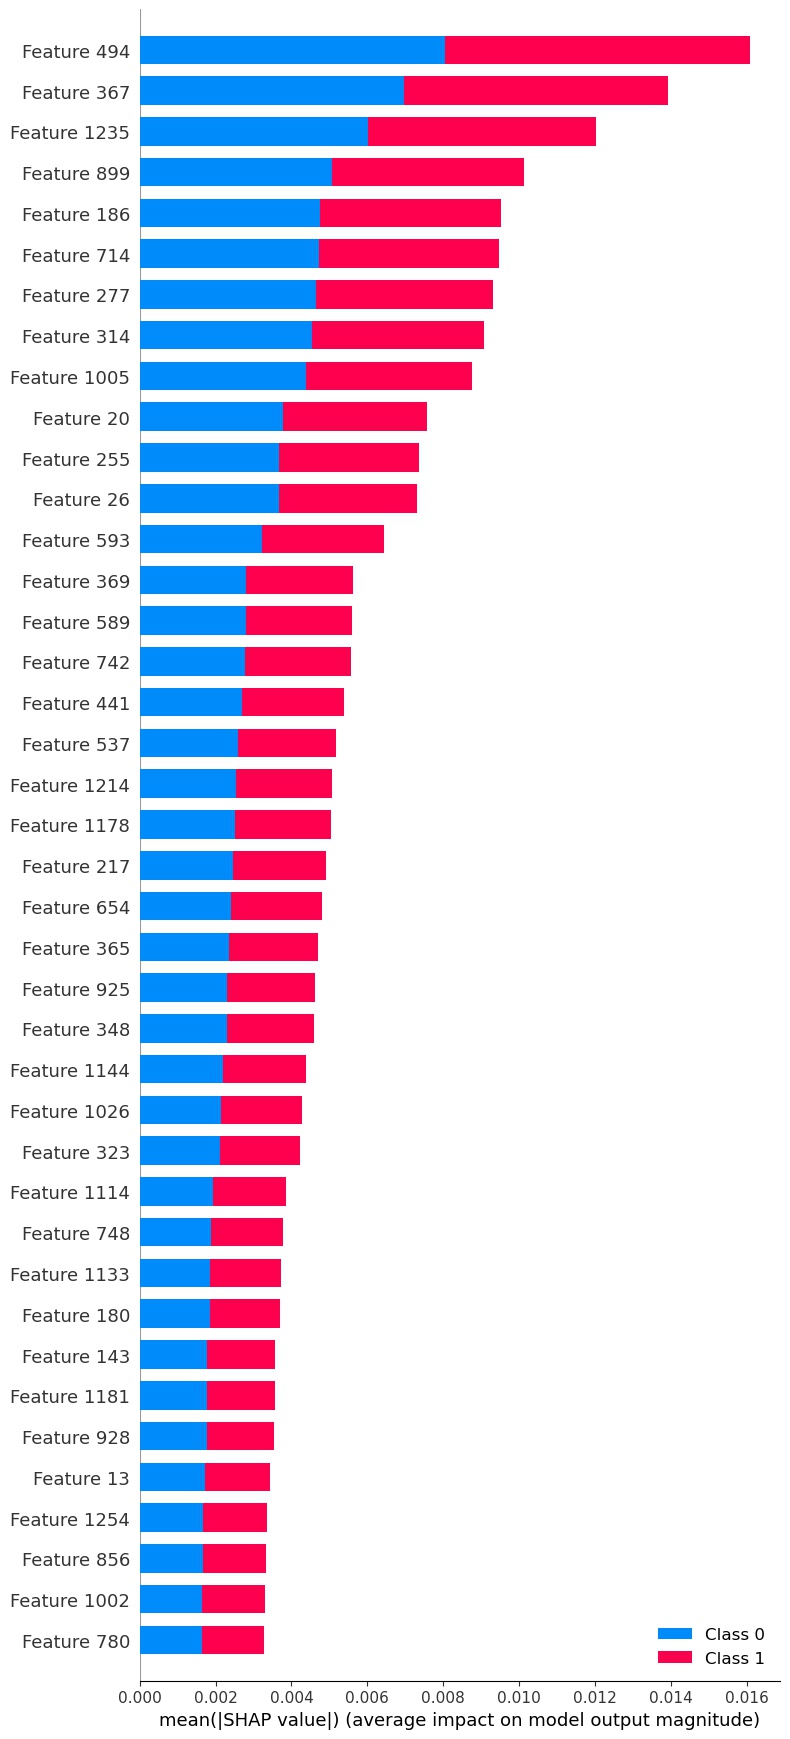 Feature 494
Feature 367
Feature 1235
Feature 899
Feature 186
Feature 714
Feature 277
Feature 314
Feature 1005
Feature 20
Feature 255
Feature 26
Feature 593
Feature 369
Feature 589
Feature 742
Feature 441
Feature 537
Feature 1214
Feature 1178
Feature 217
Feature 654
Feature 365
Feature 925
Feature 348
Feature 1144
Feature 1026
Feature 323
Feature 1114
Feature 748
Feature 1133
Feature 180
Feature 143
Feature 1181
Feature 928
Feature 13
Feature 1254
Feature 856
Feature 1002
Feature 780
Class 0
Class 1
0.000 0.002 0.004 0.006 0.008 0.010 0.012 0.014 0.016
mean(|SHAP value|) (average impact on model output magnitude)